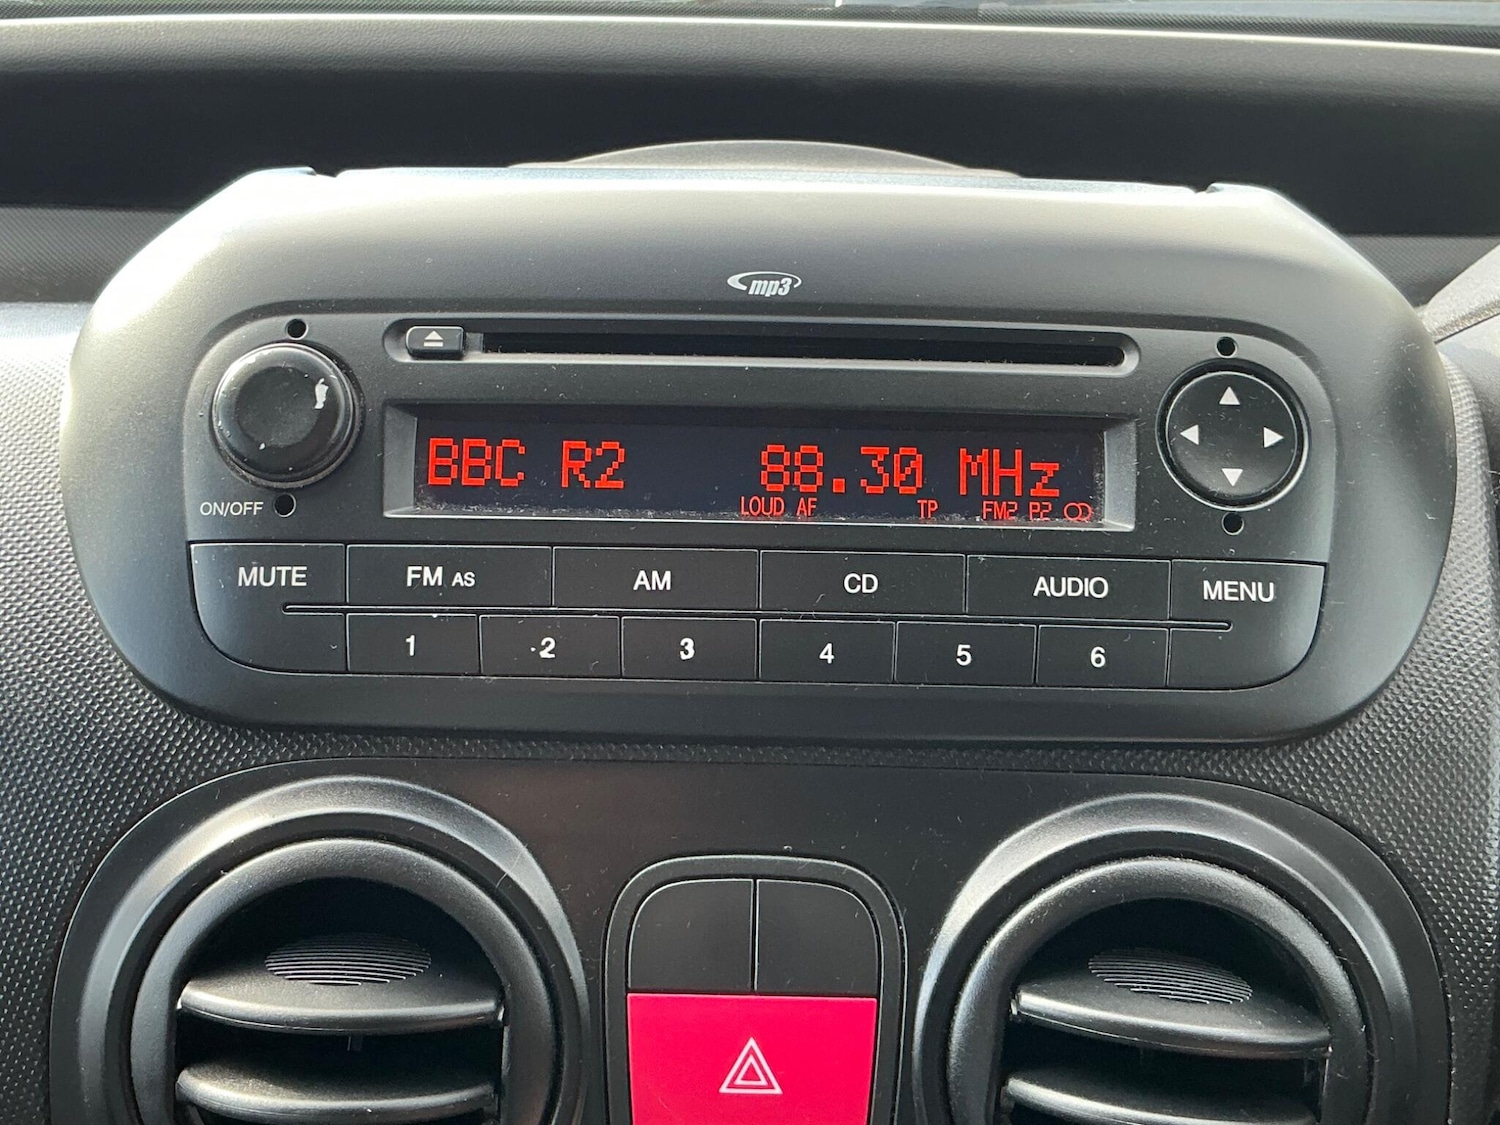 mp3
BBC R2 88.30 MHz
LOUD AF TP FM2 P2
ON/OFF
MUTE FM AS AM CD AUDIO MENU
1 2 3 4 5 6